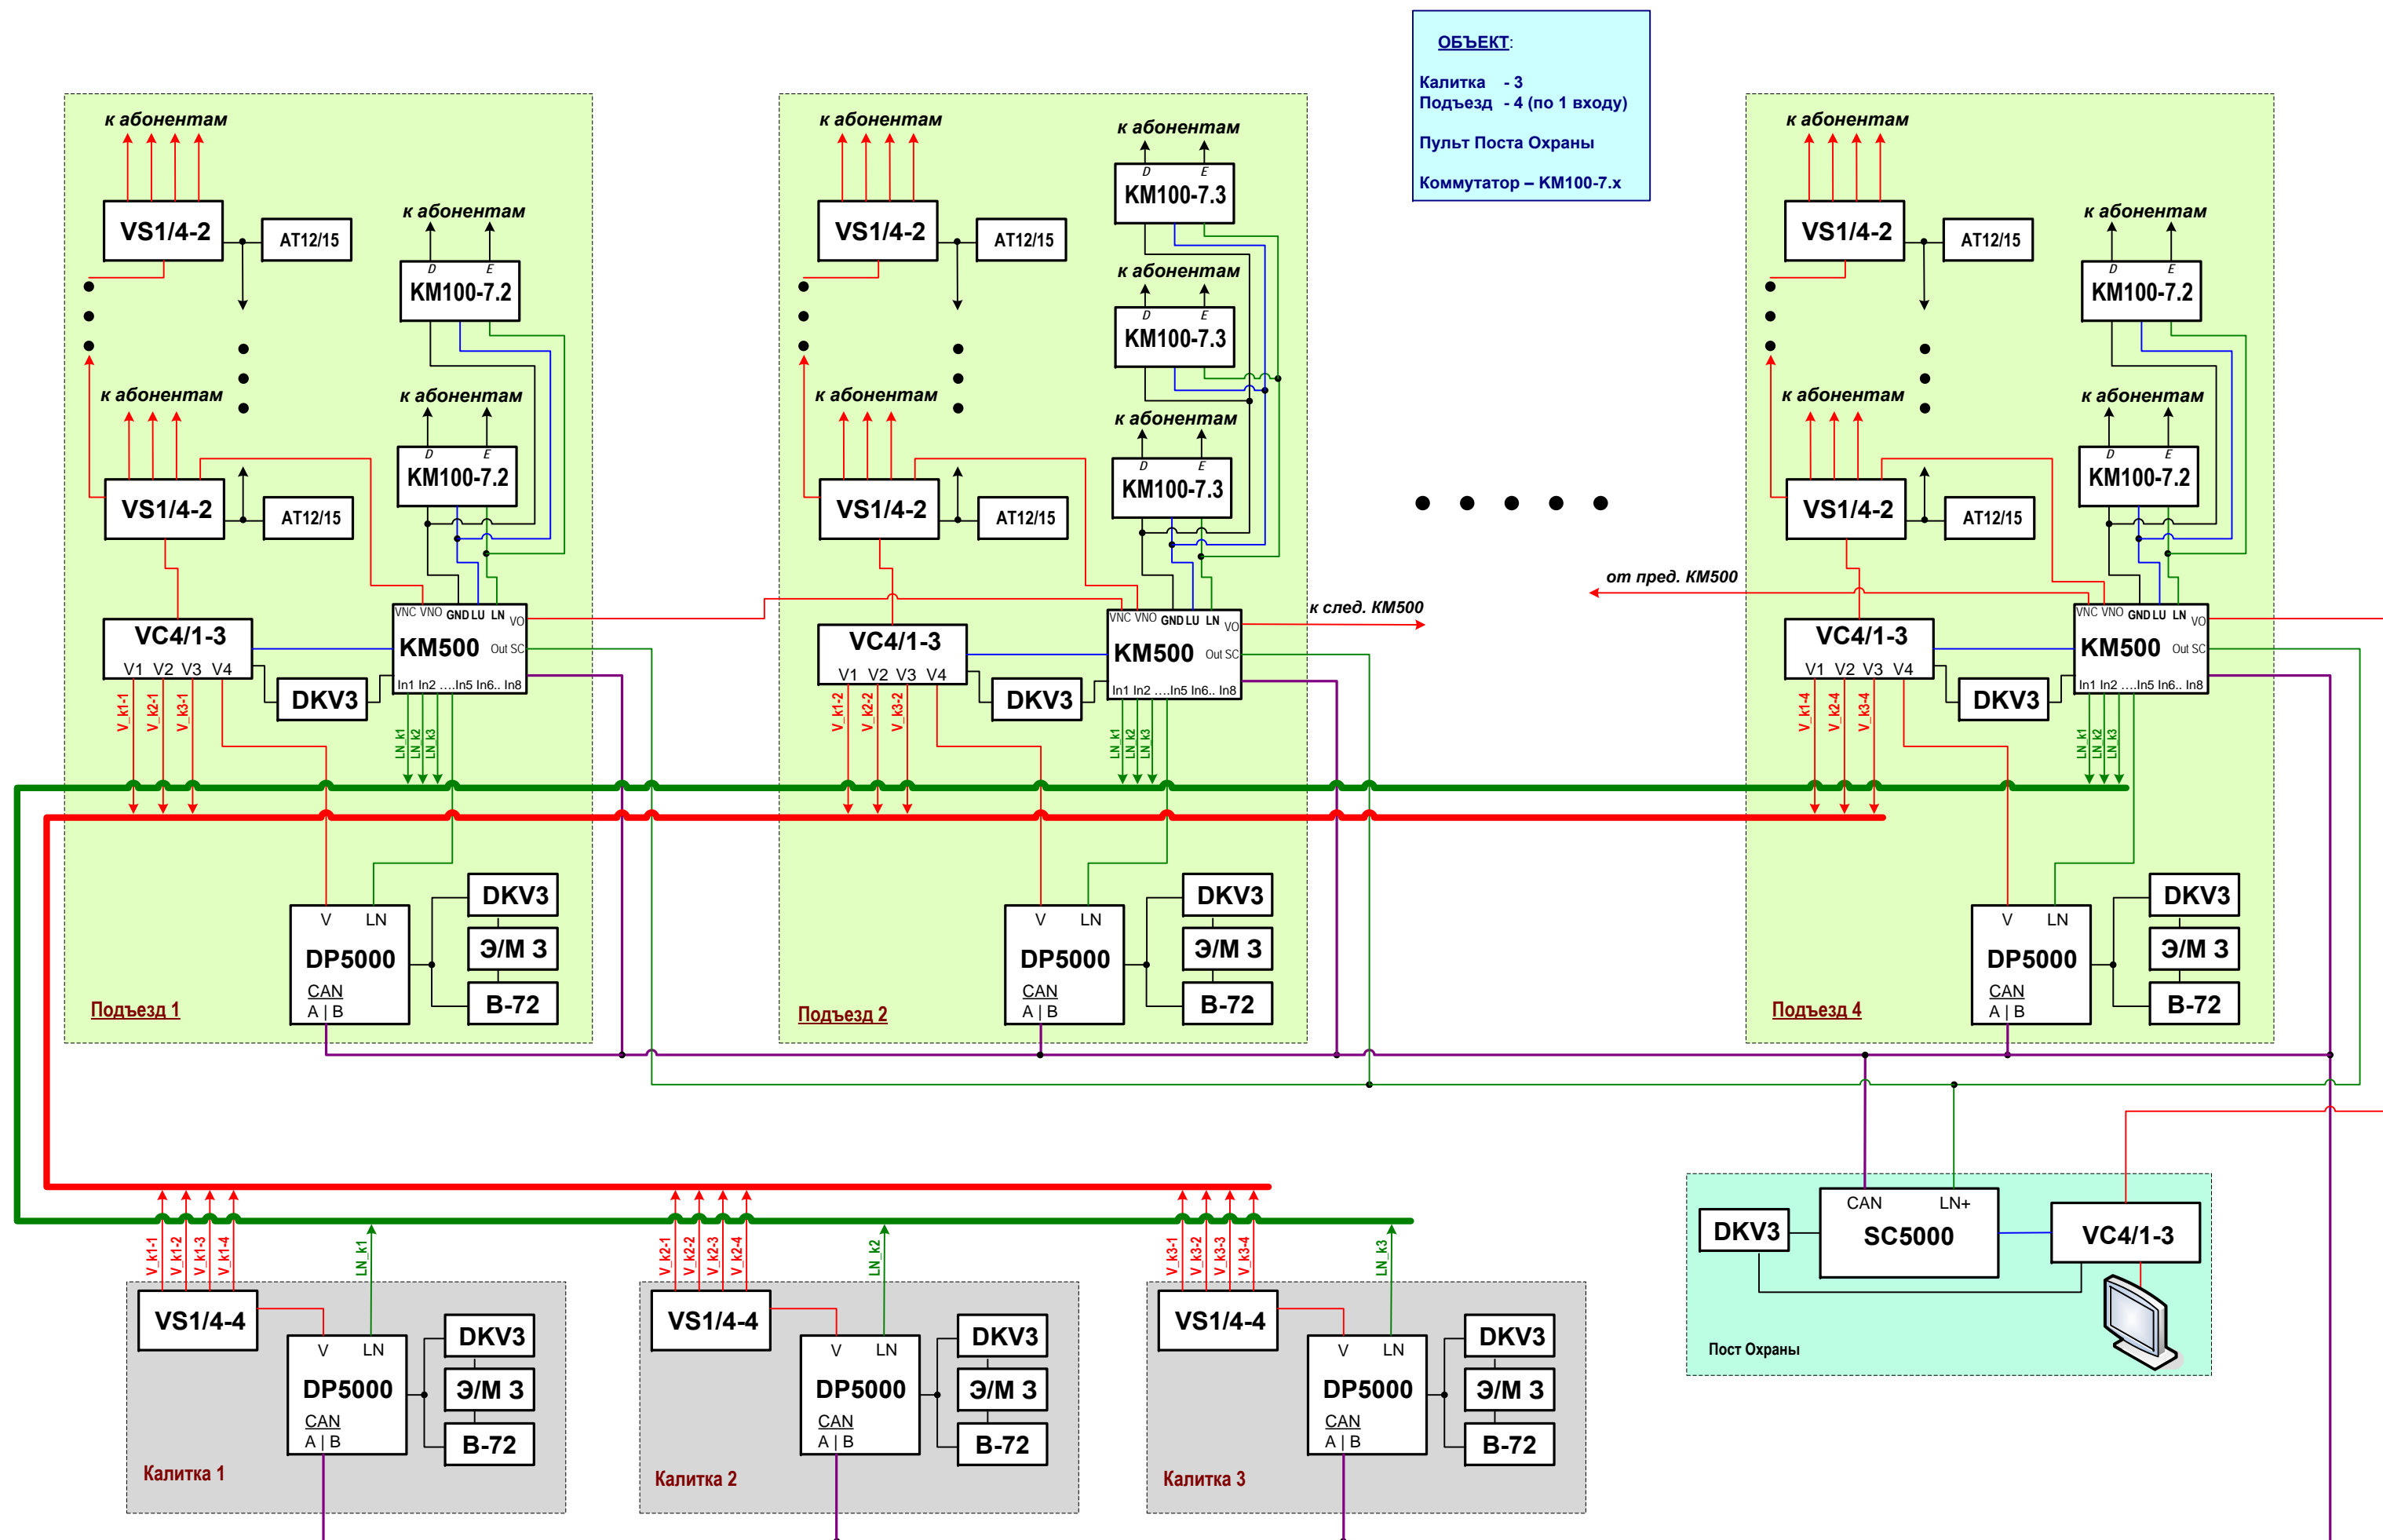 ОБЪЕКТ:
Калитка - 3
Подъезд - 4 (по 1 входу)
Пульт Поста Охраны
Коммутатор – KM100-7.x
к абонентам
VS1/4-2
AT12/15
к абонентам
D E
KM100-7.2
к абонентам
VS1/4-2
AT12/15
к абонентам
D E
KM100-7.2
VC4/1-3
V1 V2 V3 V4
VNC VNO GND LU LN VO
KM500 Out SC
In1 In2 ....In5 In6.. In8
DKV3
V_k1-1
V_k2-1
V_k3-1
LN_k1
LN_k2
LN_k3
V LN
DP5000
CAN
A | B
DKV3
Э/М З
B-72
Подъезд 1
к абонентам
VS1/4-2
AT12/15
к абонентам
D E
KM100-7.3
к абонентам
D E
KM100-7.3
к абонентам
VS1/4-2
AT12/15
к абонентам
D E
KM100-7.3
VC4/1-3
V1 V2 V3 V4
VNC VNO GND LU LN VO
KM500 Out SC
In1 In2 ....In5 In6.. In8
к след. КМ500
DKV3
V_k1-2
V_k2-2
V_k3-2
LN_k1
LN_k2
LN_k3
V LN
DP5000
CAN
A | B
DKV3
Э/М З
B-72
Подъезд 2
к абонентам
VS1/4-2
AT12/15
к абонентам
D E
KM100-7.2
к абонентам
VS1/4-2
AT12/15
к абонентам
D E
KM100-7.2
от пред. КМ500
VC4/1-3
V1 V2 V3 V4
VNC VNO GND LU LN VO
KM500 Out SC
In1 In2 ....In5 In6.. In8
DKV3
V_k1-4
V_k2-4
V_k3-4
LN_k1
LN_k2
LN_k3
V LN
DP5000
CAN
A | B
DKV3
Э/М З
B-72
Подъезд 4
V_k1-1
V_k1-2
V_k1-3
V_k1-4
LN_k1
VS1/4-4
V LN
DP5000
CAN
A | B
DKV3
Э/М З
B-72
Калитка 1
V_k2-1
V_k2-2
V_k2-3
V_k2-4
LN_k2
VS1/4-4
V LN
DP5000
CAN
A | B
DKV3
Э/М З
B-72
Калитка 2
V_k3-1
V_k3-2
V_k3-3
V_k3-4
LN_k3
VS1/4-4
V LN
DP5000
CAN
A | B
DKV3
Э/М З
B-72
Калитка 3
DKV3
CAN LN+
SC5000
VC4/1-3
Пост Охраны